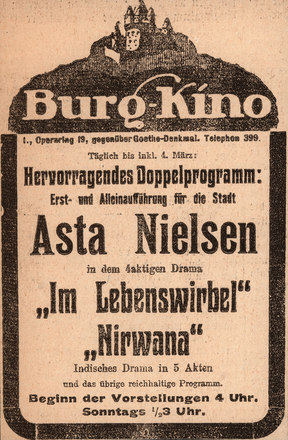 Burg-Kino
I., Opernring 19, gegenüber Goethe-Denkmal. Telephon 399.
Täglich bis inkl. 4. März:
Hervorragendes Doppelprogramm:
Erst- und Alleinaufführung für die Stadt
Asta Nielsen
in dem 4aktigen Drama
„Im Lebenswirbel"
„Nirwana"
Indisches Drama in 5 Akten
und das übrige reichhaltige Programm.
Beginn der Vorstellungen 4 Uhr.
Sonntags ½3 Uhr.